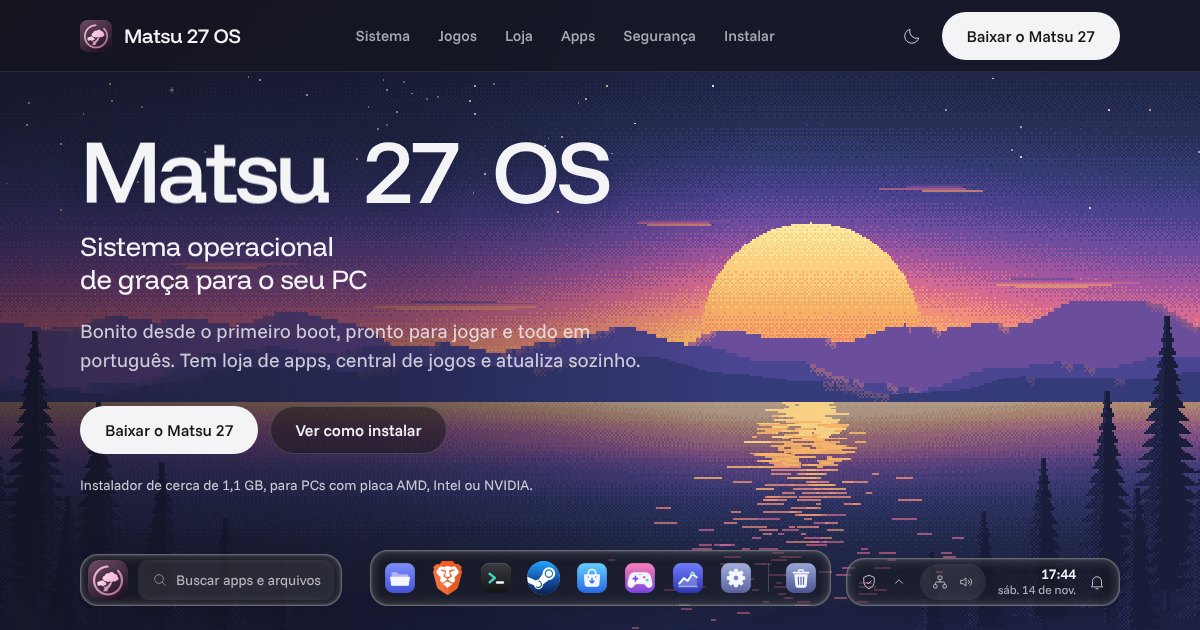 Matsu 27 OS
Sistema
Jogos
Loja
Apps
Segurança
Instalar
Baixar o Matsu 27
Matsu 27 OS
Sistema operacional
de graça para o seu PC
Bonito desde o primeiro boot, pronto para jogar e todo em
português. Tem loja de apps, central de jogos e atualiza sozinho.
Baixar o Matsu 27
Ver como instalar
Instalador de cerca de 1,1 GB, para PCs com placa AMD, Intel ou NVIDIA.
Buscar apps e arquivos
17:44
sáb. 14 de nov.